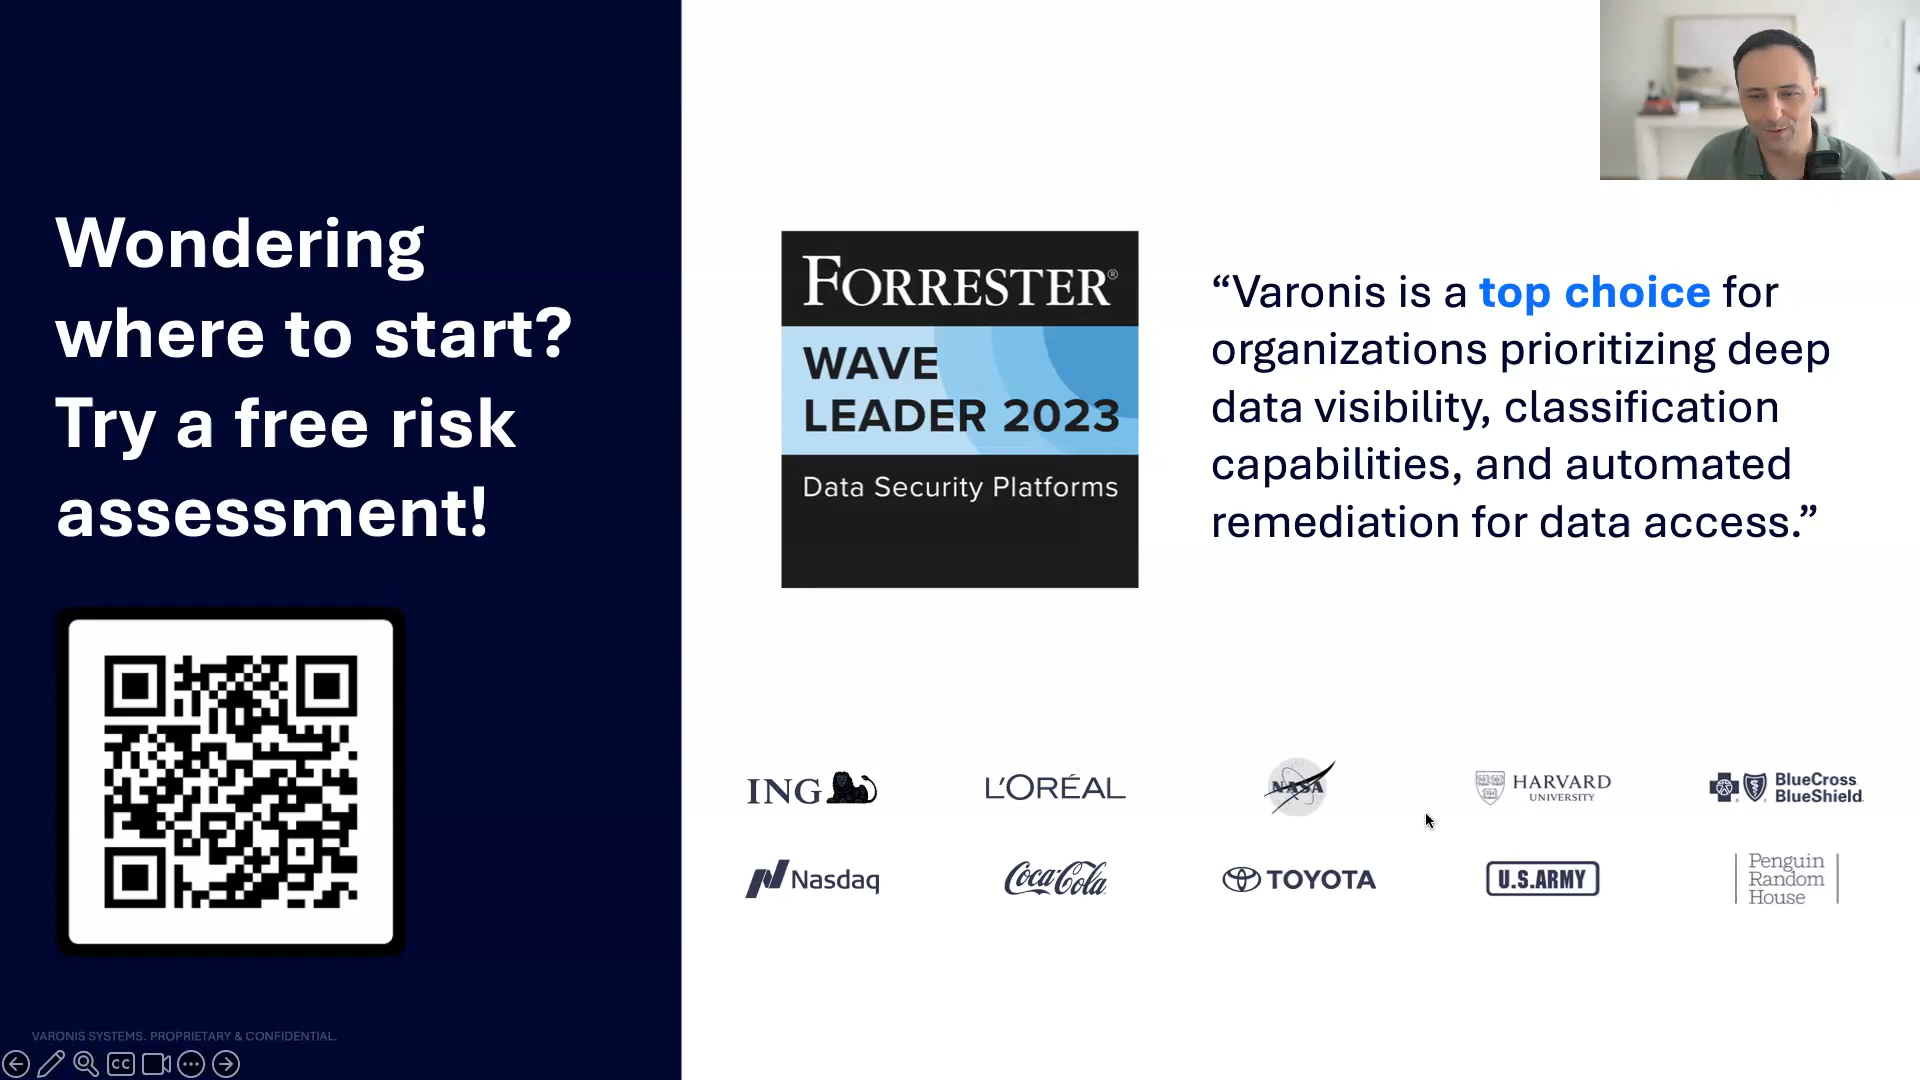 Wondering
where to start?
Try a free risk
assessment!
FORRESTER®
WAVE
LEADER 2023
Data Security Platforms
“Varonis is a top choice for
organizations prioritizing deep
data visibility, classification
capabilities, and automated
remediation for data access.”
ING
L'ORÉAL
NASA
HARVARD
UNIVERSITY
BlueCross
BlueShield
Nasdaq
Coca-Cola
TOYOTA
U.S.ARMY
Penguin
Random
House
VARONIS SYSTEMS. PROPRIETARY & CONFIDENTIAL.
CC